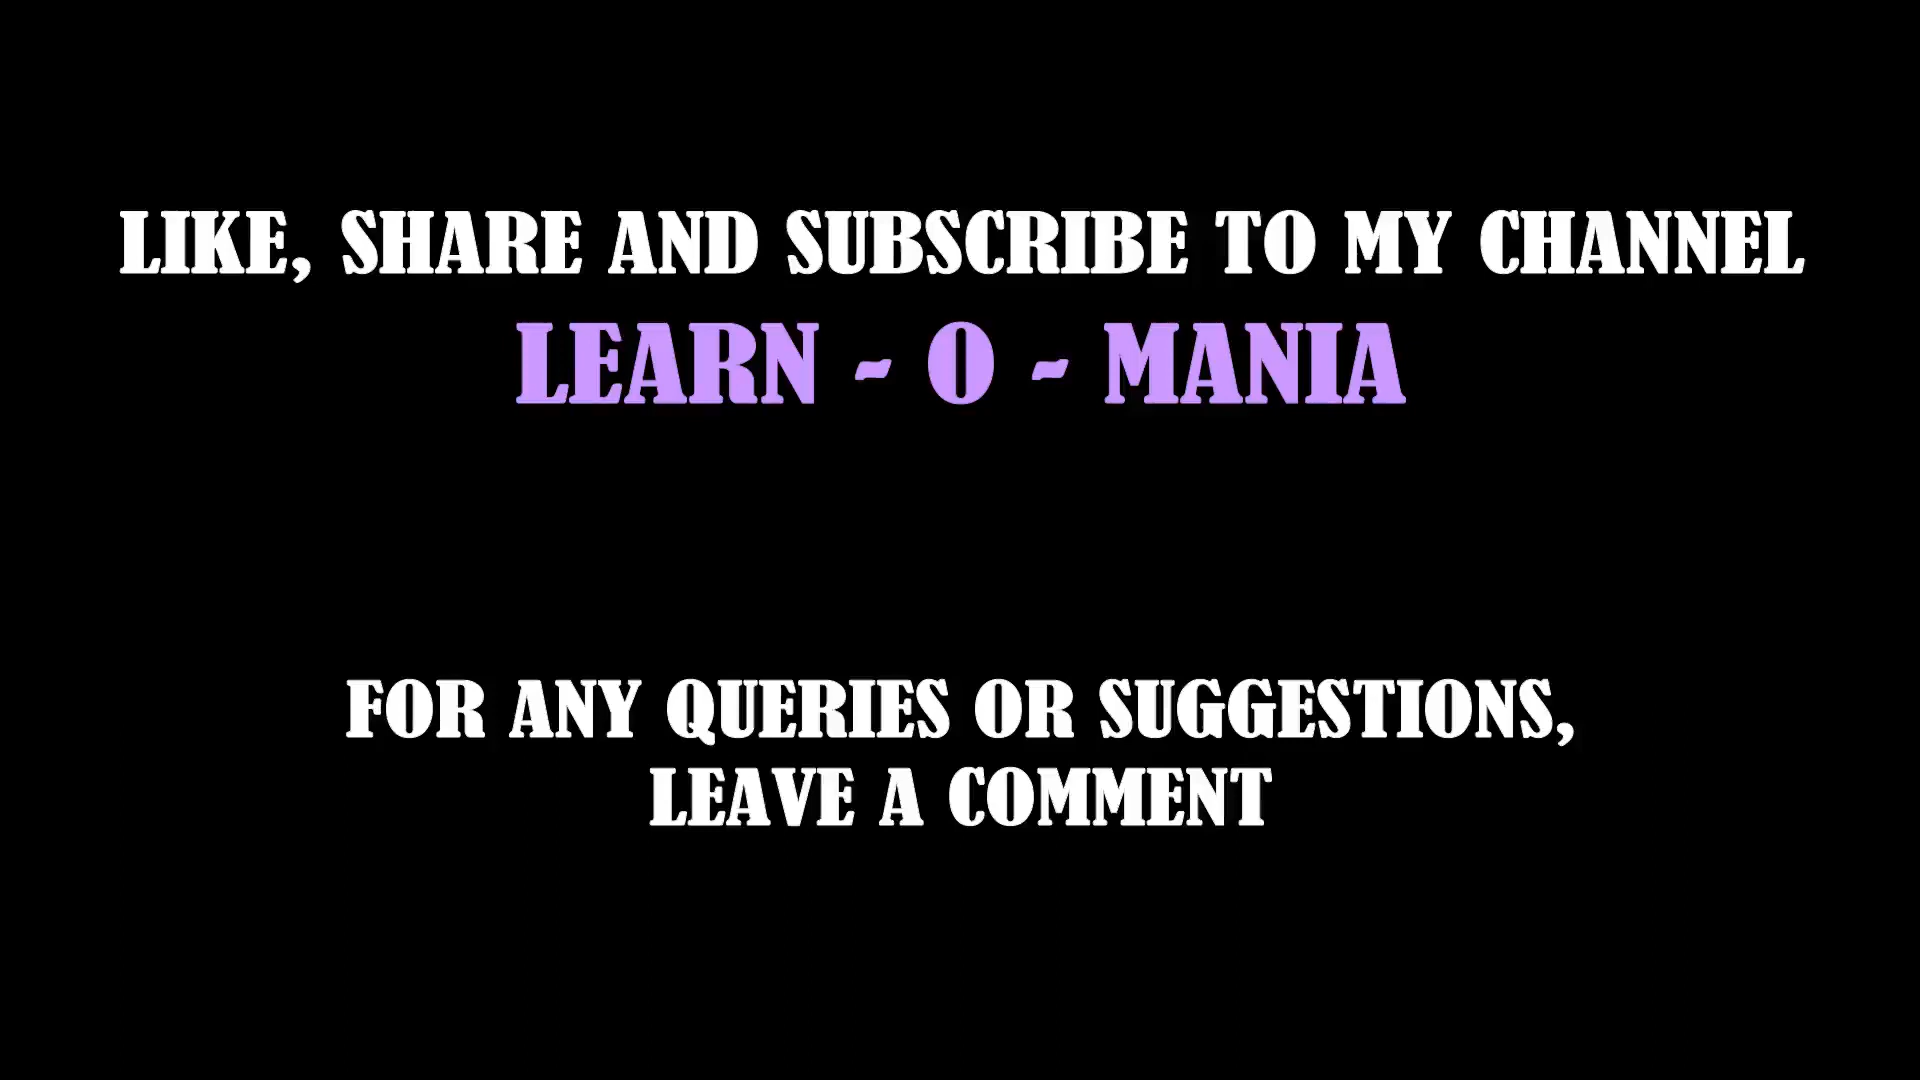 LIKE, SHARE AND SUBSCRIBE TO MY CHANNEL
LEARN - O - MANIA
FOR ANY QUERIES OR SUGGESTIONS,
LEAVE A COMMENT